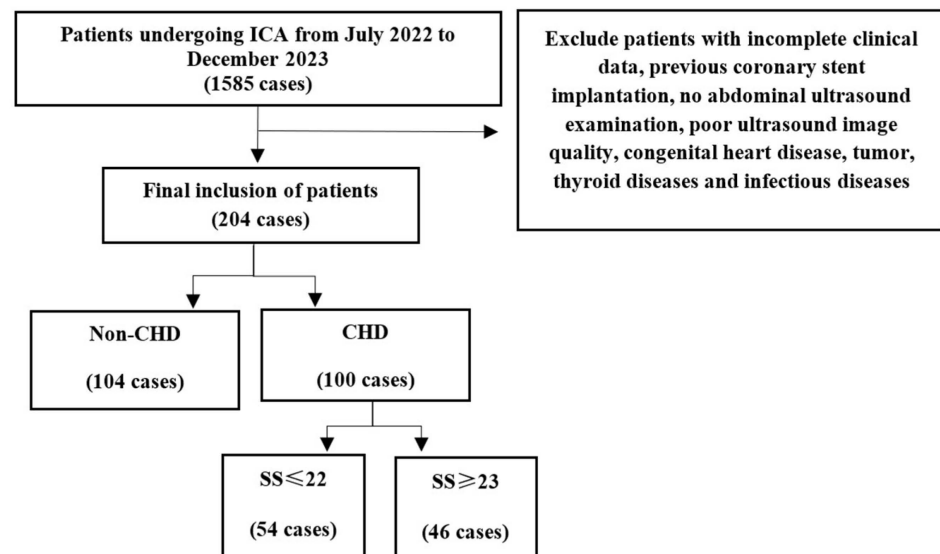 Patients undergoing ICA from July 2022 to
December 2023
(1585 cases)
Exclude patients with incomplete clinical
data, previous coronary stent
implantation, no abdominal ultrasound
examination, poor ultrasound image
quality, congenital heart disease, tumor,
thyroid diseases and infectious diseases
Final inclusion of patients
(204 cases)
Non-CHD
(104 cases)
CHD
(100 cases)
SS≤22
(54 cases)
SS≥23
(46 cases)